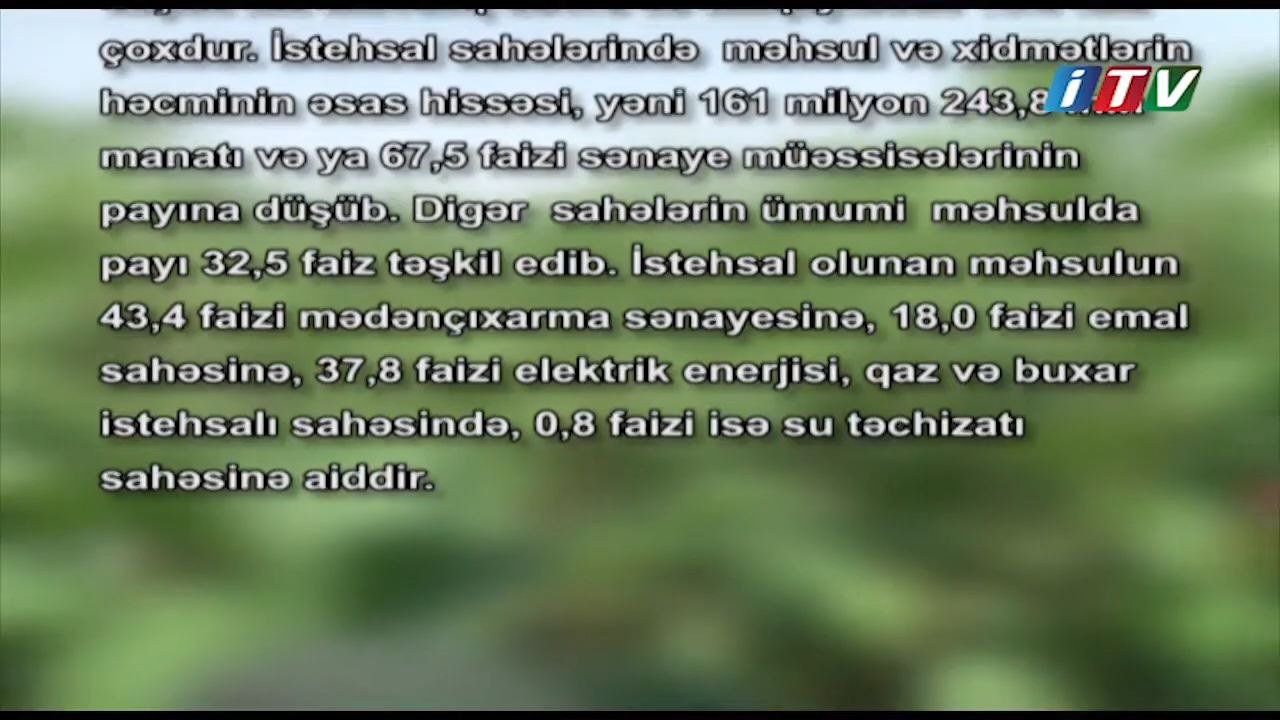 çoxdur. İstehsal sahələrində məhsul və xidmətlərin
həcminin əsas hissəsi, yəni 161 milyon 243,8
iTV
manatı və ya 67,5 faizi sənaye müəssisələrinin
payına düşüb. Digər sahələrin ümumi məhsulda
payı 32,5 faiz təşkil edib. İstehsal olunan məhsulun
43,4 faizi mədənçıxarma sənayesinə, 18,0 faizi emal
sahəsinə, 37,8 faizi elektrik enerjisi, qaz və buxar
istehsalı sahəsində, 0,8 faizi isə su təchizatı
sahəsinə aiddir.